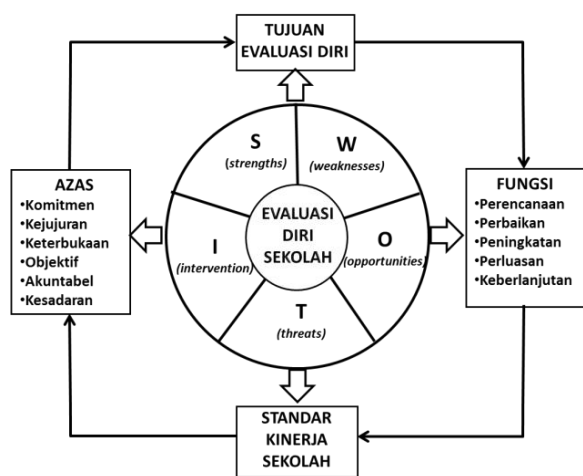 TUJUAN
EVALUASI DIRI
S
(strengths)
W
(weaknesses)
AZAS
•Komitmen
•Kejujuran
•Keterbukaan
•Objektif
•Akuntabel
•Kesadaran
I
(intervention)
EVALUASI
DIRI
SEKOLAH
O
(opportunities)
FUNGSI
•Perencanaan
•Perbaikan
•Peningkatan
•Perluasan
•Keberlanjutan
T
(threats)
STANDAR
KINERJA
SEKOLAH